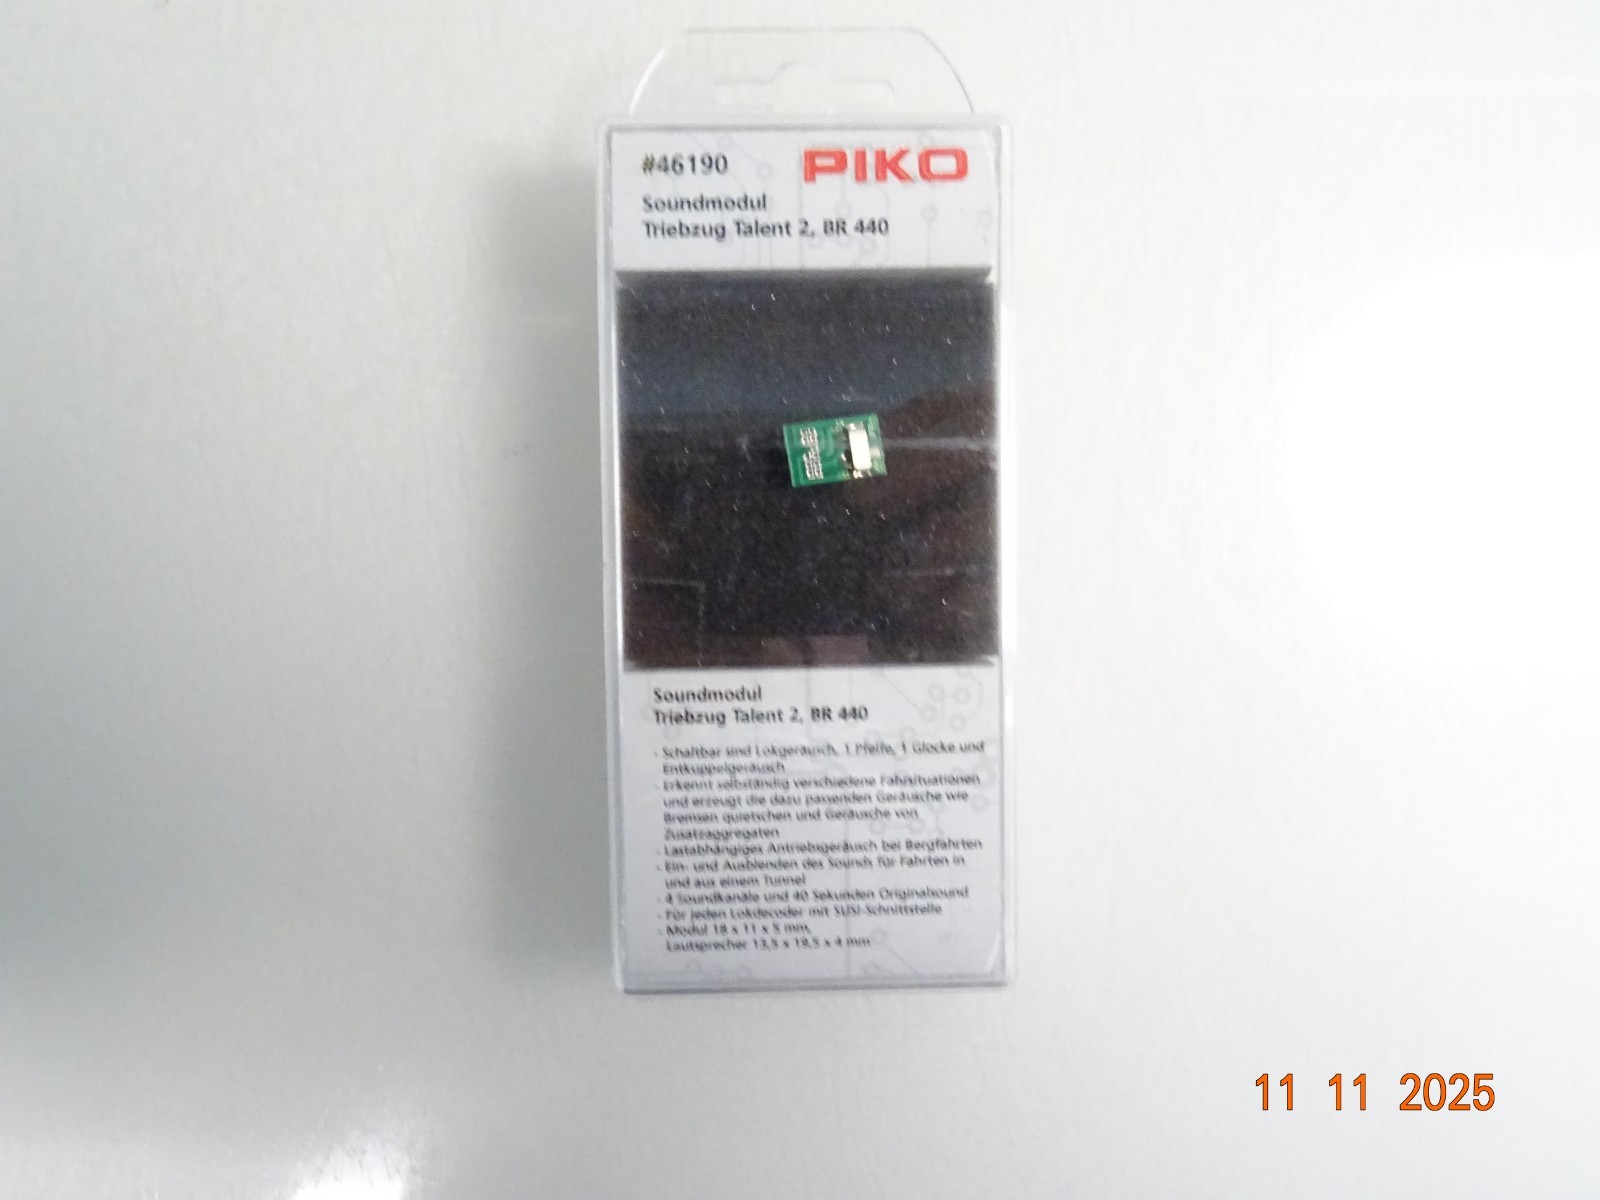 #46190 PIKO
Soundmodul
Triebzug Talent 2, BR 440
Soundmodul
Triebzug Talent 2, BR 440
- Schaltbar sind Lokgeräusch, 1 Pfeife, 1 Glocke und
Entkuppelgeräusch
- Erkennt selbständig verschiedene Fahrsituationen
und erzeugt die dazu passenden Geräusche wie
Bremsen quietschen und Geräusche von
Zusatzaggregaten
- Lastabhängiges Antriebsgeräusch bei Bergfahrten
- Ein- und Ausblenden des Sounds für Fahrten in
und aus einem Tunnel
- 4 Soundkanäle und 40 Sekunden Originalsound
- Für jeden Lokdecoder mit SUSI-Schnittstelle
- Modul 18 x 11 x 5 mm,
Lautsprecher 13,5 x 19,5 x 4 mm
11 11 2025